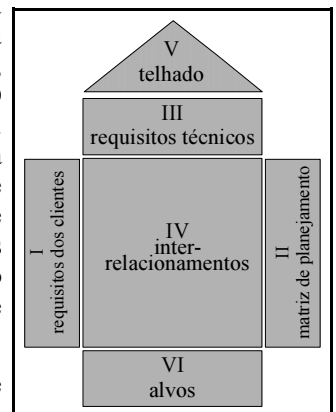 V
telhado
III
requisitos técnicos
I
requisitos dos clientes
IV
inter-
relacionamentos
II
matriz de planejamento
VI
alvos